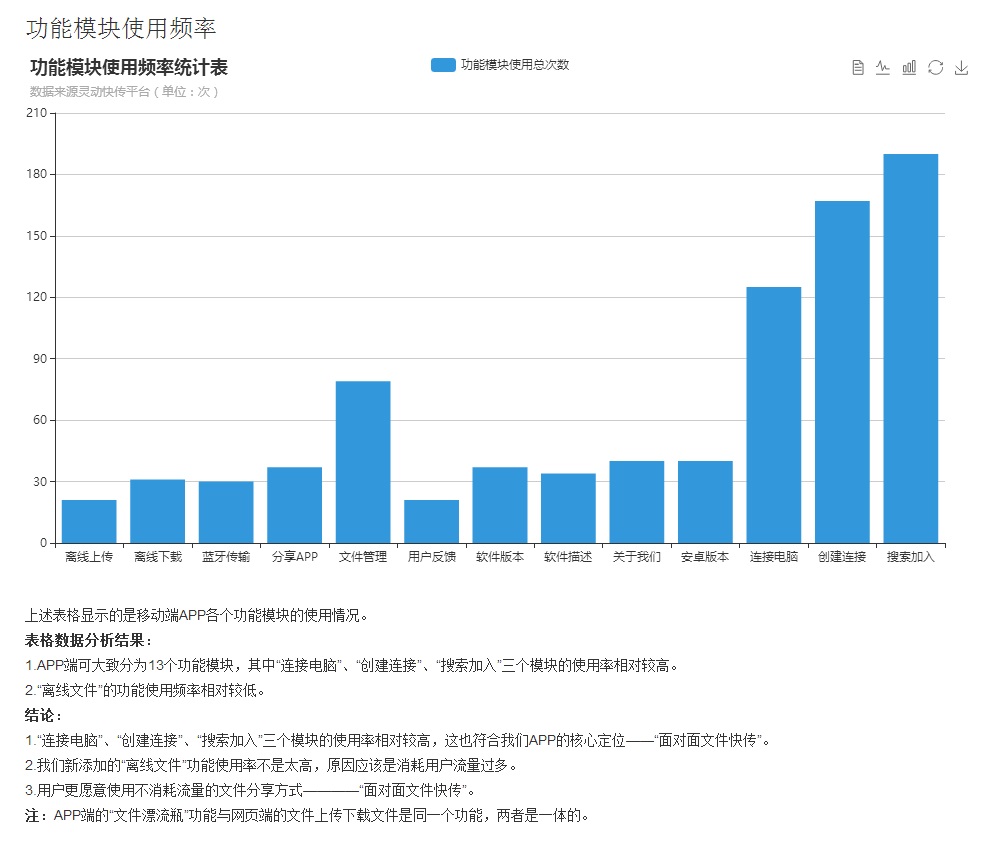 功能模块使用频率
功能模块使用频率统计表
功能模块使用总次数
数据来源灵动快传平台（单位：次）
210
180
150
120
90
60
30
0
离线上传 离线下载 蓝牙传输 分享APP 文件管理 用户反馈 软件版本 软件描述 关于我们 安卓版本 连接电脑 创建连接 搜索加入
上述表格显示的是移动端APP各个功能模块的使用情况。
表格数据分析结果：
1.APP端可大致分为13个功能模块，其中“连接电脑”、“创建连接”、“搜索加入”三个模块的使用率相对较高。
2.“离线文件”的功能使用频率相对较低。
结论：
1.“连接电脑”、“创建连接”、“搜索加入”三个模块的使用率相对较高，这也符合我们APP的核心定位——“面对面文件快传”。
2.我们新添加的“离线文件”功能使用率不是太高，原因应该是消耗用户流量过多。
3.用户更愿意使用不消耗流量的文件分享方式————“面对面文件快传”。
注：APP端的“文件漂流瓶”功能与网页端的文件上传下载文件是同一个功能，两者是一体的。